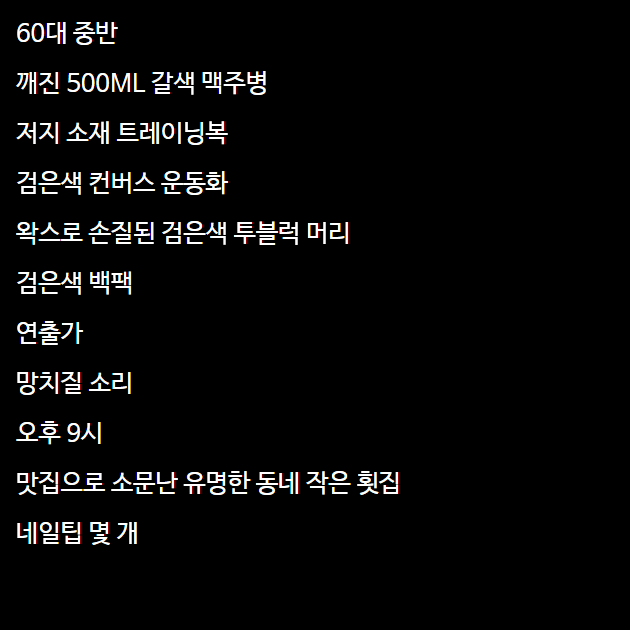 60대 중반
깨진 500ML 갈색 맥주병
저지 소재 트레이닝복
검은색 컨버스 운동화
왁스로 손질된 검은색 투블럭 머리
검은색 백팩
연출가
망치질 소리
오후 9시
맛집으로 소문난 유명한 동네 작은 횟집
네일팁 몇 개